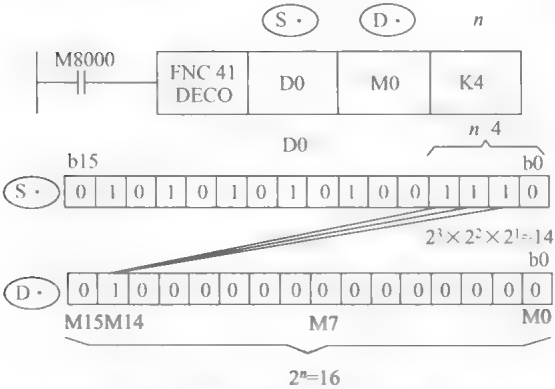 S· D· n
M8000 FNC 41 DECO D0 M0 K4
D0 n 4
b15 b0
S· 0 1 0 1 0 1 0 1 0 1 0 0 1 1 1 0
2³×2²×2¹=14
b0
D· 0 1 0 0 0 0 0 0 0 0 0 0 0 0 0 0
M15 M14 M7 M0
2ⁿ=16